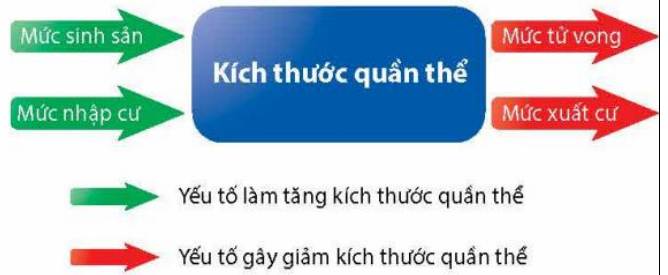 Mức sinh sản
Mức tử vong
Kích thước quần thể
Mức nhập cư
Mức xuất cư
Yếu tố làm tăng kích thước quần thể
Yếu tố gây giảm kích thước quần thể